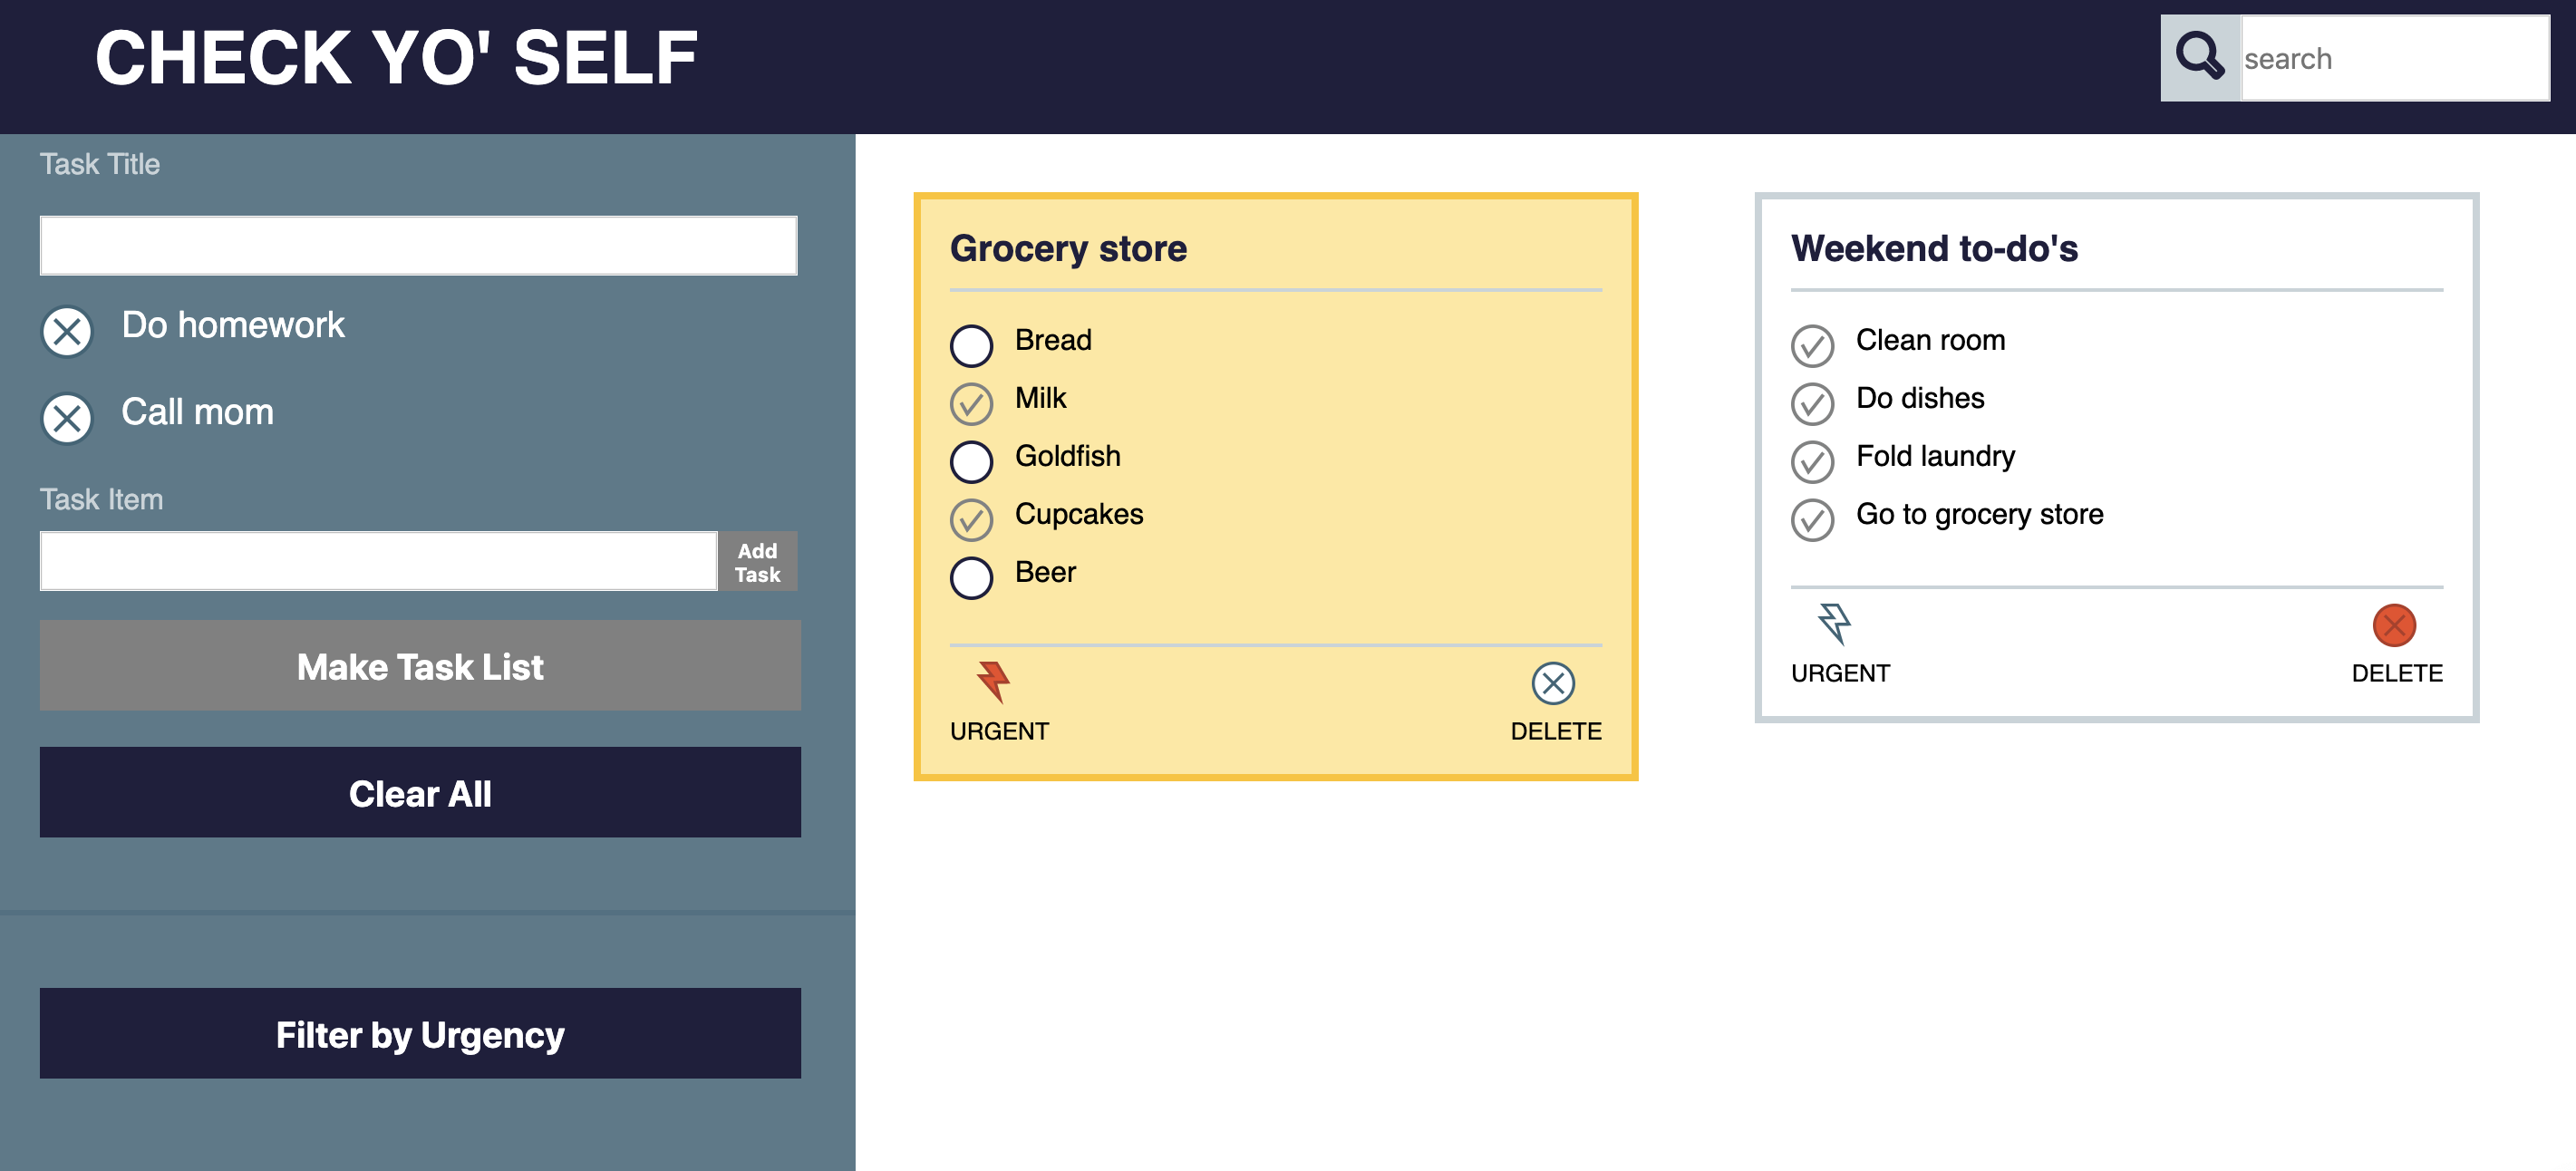 CHECK YO' SELF
search
Task Title
Do homework
Call mom
Task Item
Add
Task
Make Task List
Clear All
Filter by Urgency
Grocery store
Bread
Milk
Goldfish
Cupcakes
Beer
URGENT
DELETE
Weekend to-do's
Clean room
Do dishes
Fold laundry
Go to grocery store
URGENT
DELETE